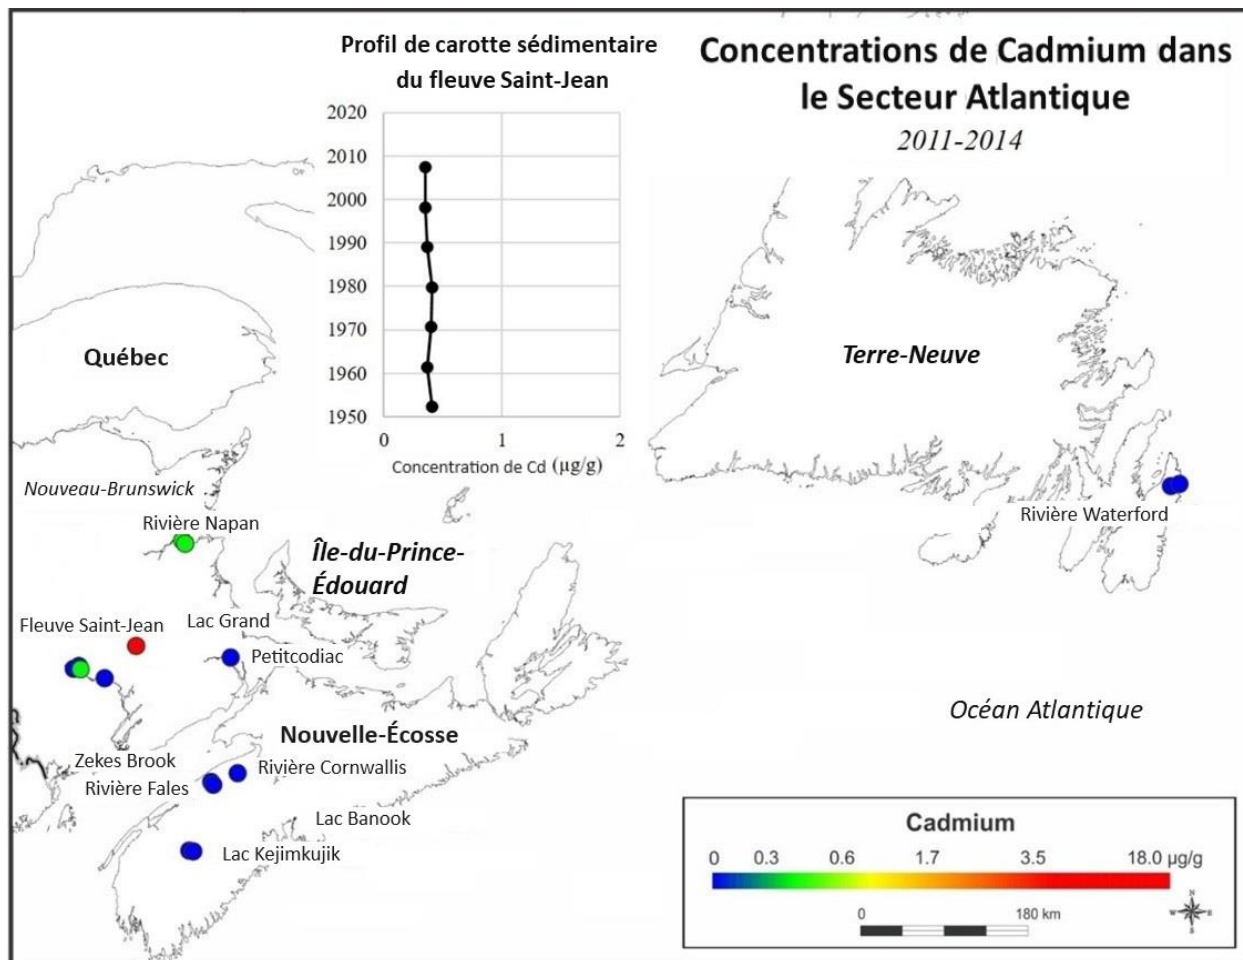 Profil de carotte sédimentaire
du fleuve Saint-Jean
Concentrations de Cadmium dans
le Secteur Atlantique
2011-2014
2020
2010
2000
1990
1980
1970
1960
1950
0 1 2
Concentration de Cd (µg/g)
Québec
Terre-Neuve
Nouveau-Brunswick
Rivière Napan
Rivière Waterford
Île-du-Prince-
Édouard
Fleuve Saint-Jean
Lac Grand
Petitcodiac
Océan Atlantique
Nouvelle-Écosse
Zekes Brook
Rivière Cornwallis
Rivière Fales
Lac Banook
Lac Kejimkujik
Cadmium
0 0.3 0.6 1.7 3.5 18.0 µg/g
0 180 km
N
W E
S